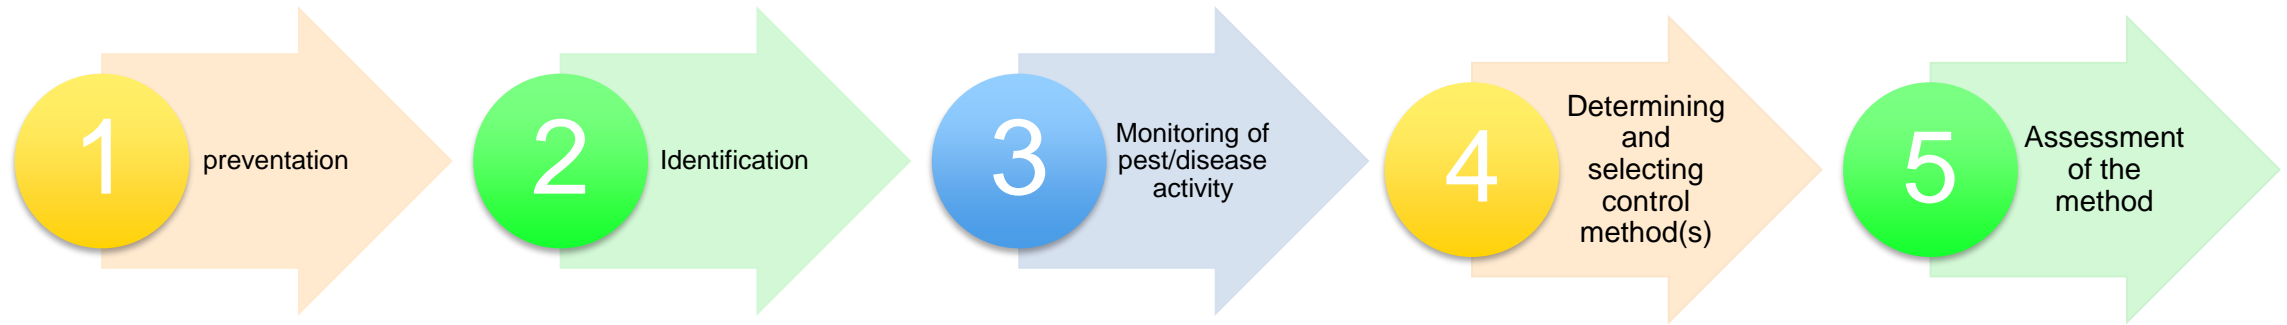 1
preventation
2
Identification
3
Monitoring of
pest/disease
activity
4
Determining
and
selecting
control
method(s)
5
Assessment
of the
method